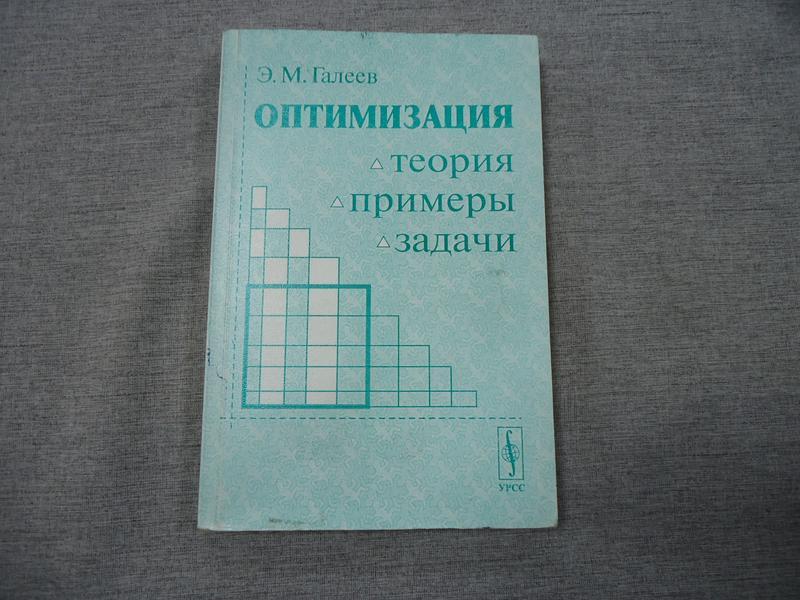 Э. М. Галеев
ОПТИМИЗАЦИЯ
теория
примеры
задачи
УРСС